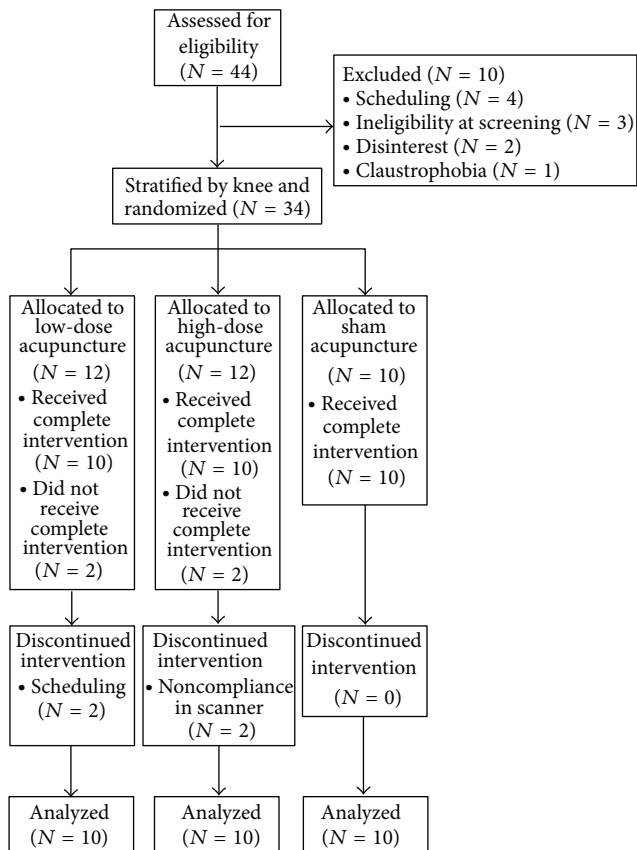 Assessed for
eligibility
(N = 44)
Excluded (N = 10)
• Scheduling (N = 4)
• Ineligibility at screening (N = 3)
• Disinterest (N = 2)
• Claustrophobia (N = 1)
Stratified by knee and
randomized (N = 34)
Allocated to
low-dose
acupuncture
(N = 12)
• Received
complete
intervention
(N = 10)
• Did not
receive
complete
intervention
(N = 2)
Allocated to
high-dose
acupuncture
(N = 12)
• Received
complete
intervention
(N = 10)
• Did not
receive
complete
intervention
(N = 2)
Allocated to
sham
acupuncture
(N = 10)
• Received
complete
intervention
(N = 10)
Discontinued
intervention
• Scheduling
(N = 2)
Discontinued
intervention
• Noncompliance
in scanner
(N = 2)
Discontinued
intervention
(N = 0)
Analyzed
(N = 10)
Analyzed
(N = 10)
Analyzed
(N = 10)